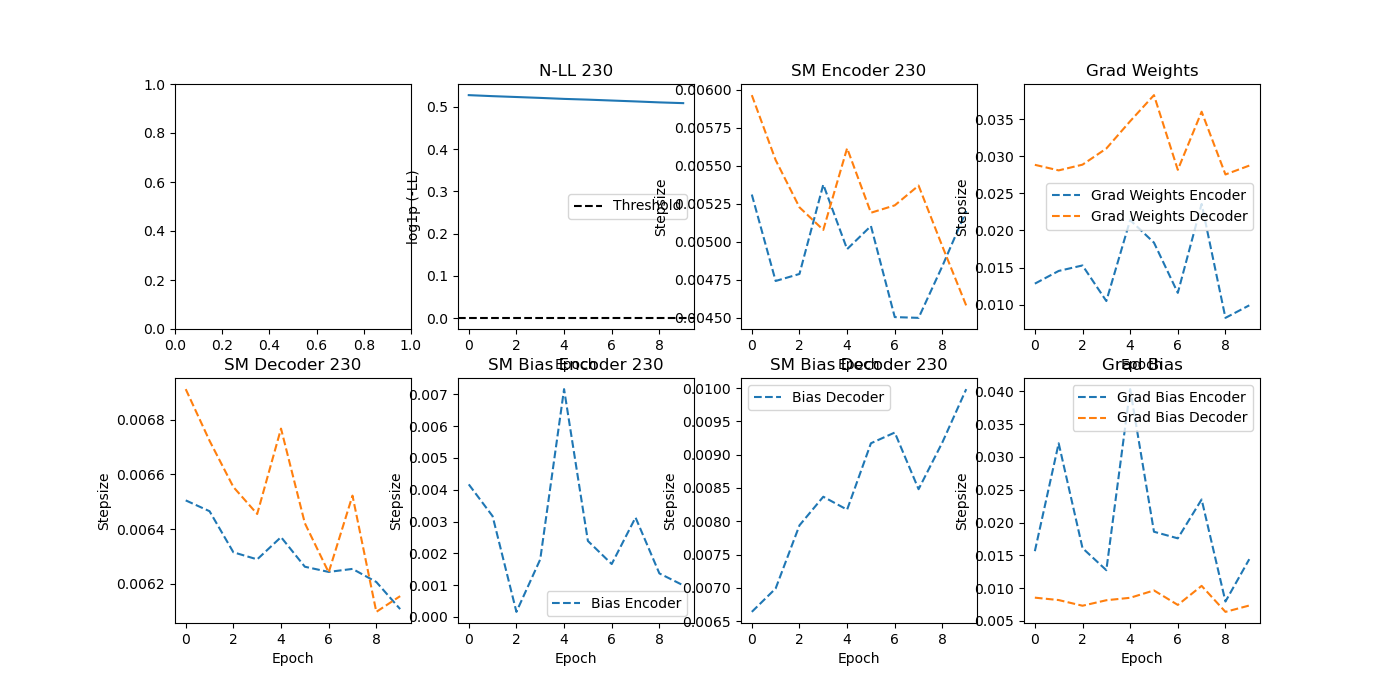 N-LL 230
SM Encoder 230
Grad Weights
1.0
0.8
0.6
0.4
0.2
0.0
0.0 0.2 0.4 0.6 0.8 1.0
log1p (-LL)
0.5
0.4
0.3
0.2
0.1
0.0
Threshold
0 2 4 6 8
Epoch
Stepsize
0.00600
0.00575
0.00550
0.00525
0.00500
0.00475
0.00450
0 2 4 6 8
Epoch
Stepsize
0.035
0.030
0.025
0.020
0.015
0.010
Grad Weights Encoder
Grad Weights Decoder
0 2 4 6 8
Epoch
SM Decoder 230
SM Bias Encoder 230
SM Bias Decoder 230
Grad Bias
Stepsize
0.0068
0.0066
0.0064
0.0062
0 2 4 6 8
Epoch
Stepsize
0.007
0.006
0.005
0.004
0.003
0.002
0.001
0.000
Bias Encoder
0 2 4 6 8
Epoch
Stepsize
0.0100
0.0095
0.0090
0.0085
0.0080
0.0075
0.0070
0.0065
Bias Decoder
0 2 4 6 8
Epoch
Stepsize
0.040
0.035
0.030
0.025
0.020
0.015
0.010
0.005
Grad Bias Encoder
Grad Bias Decoder
0 2 4 6 8
Epoch